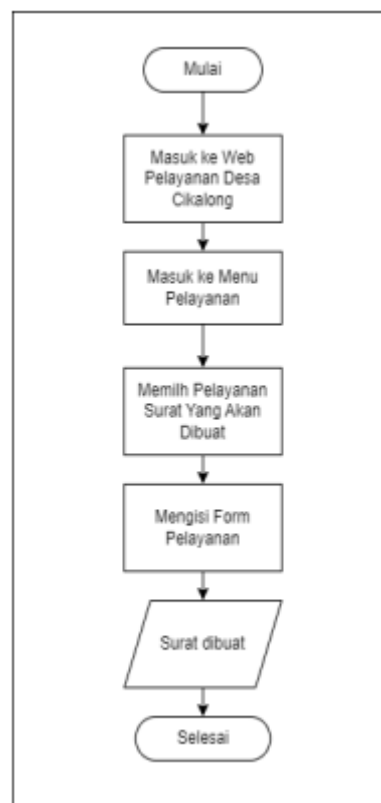 Mulai
Masuk ke Web
Pelayanan Desa
Cikalong
Masuk ke Menu
Pelayanan
Memilh Pelayanan
Surat Yang Akan
Dibuat
Mengisi Form
Pelayanan
Surat dibuat
Selesai